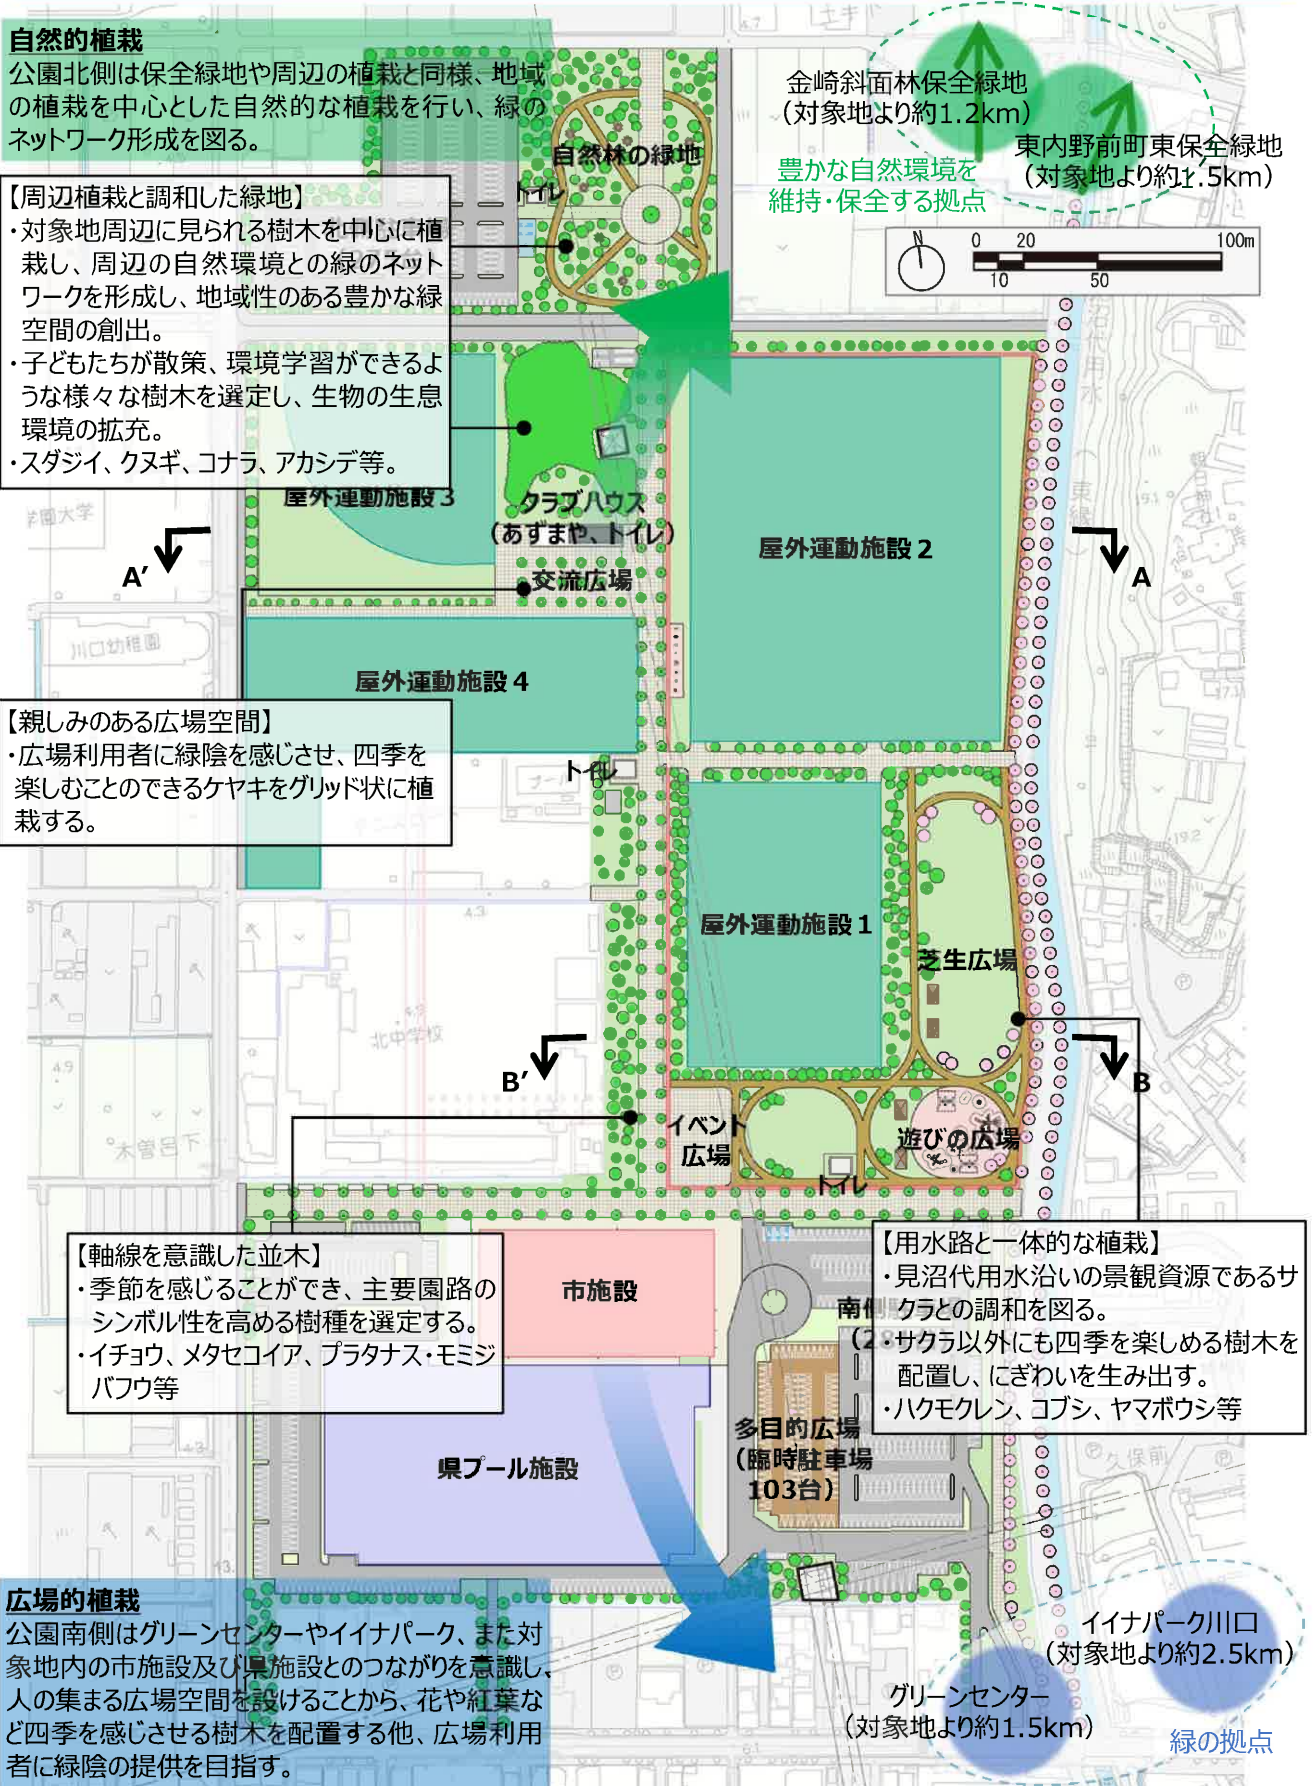 自然的植栽
公園北側は保全緑地や周辺の植栽と同様、地域
の植栽を中心とした自然的な植栽を行い、緑の
ネットワーク形成を図る。
金崎斜面林保全緑地
(対象地より約1.2km)
東内野前町東保全緑地
(対象地より約1.5km)
豊かな自然環境を
維持・保全する拠点
N
0 20 100m
10 50
自然林の緑地
トイレ
【周辺植栽と調和した緑地】
・対象地周辺に見られる樹木を中心に植
栽し、周辺の自然環境との緑のネット
ワークを形成し、地域性のある豊かな緑
空間の創出。
・子どもたちが散策、環境学習ができるよ
うな様々な樹木を選定し、生物の生息
環境の拡充。
・スダジイ、クヌギ、コナラ、アカシデ等。
屋外運動施設3
クラブハウス
(あずまや、トイレ)
屋外運動施設2
A′
A
交流広場
川口幼稚園
屋外運動施設4
【親しみのある広場空間】
・広場利用者に緑陰を感じさせ、四季を
楽しむことのできるケヤキをグリッド状に植
栽する。
トイレ
屋外運動施設1
芝生広場
北中学校
B′
B
イベント
広場
遊びの広場
トイレ
木曽呂下
【軸線を意識した並木】
・季節を感じることができ、主要園路の
シンボル性を高める樹種を選定する。
・イチョウ、メタセコイア、プラタナス・モミジ
バフウ等
市施設
【用水路と一体的な植栽】
・見沼代用水沿いの景観資源であるサ
クラとの調和を図る。
・サクラ以外にも四季を楽しめる樹木を
配置し、にぎわいを生み出す。
・ハクモクレン、コブシ、ヤマボウシ等
南側
県プール施設
多目的広場
(臨時駐車場
103台)
久保前
広場的植栽
公園南側はグリーンセンターやイイナパーク、また対
象地内の市施設及び県施設とのつながりを意識し、
人の集まる広場空間を設けることから、花や紅葉な
ど四季を感じさせる樹木を配置する他、広場利用
者に緑陰の提供を目指す。
イイナパーク川口
(対象地より約2.5km)
グリーンセンター
(対象地より約1.5km)
緑の拠点